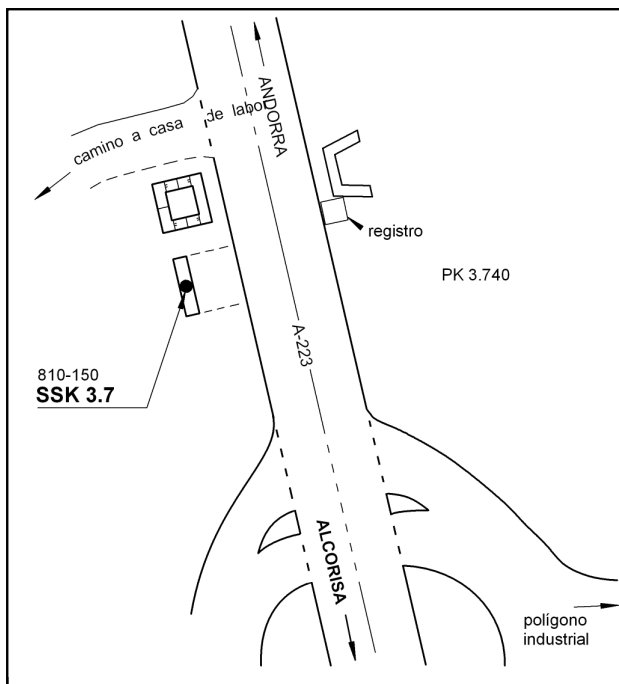 ANDORRA
camino a casa de labor
registro
PK 3.740
A-223
810-150
SSK 3.7
ALCORISA
polígono
industrial